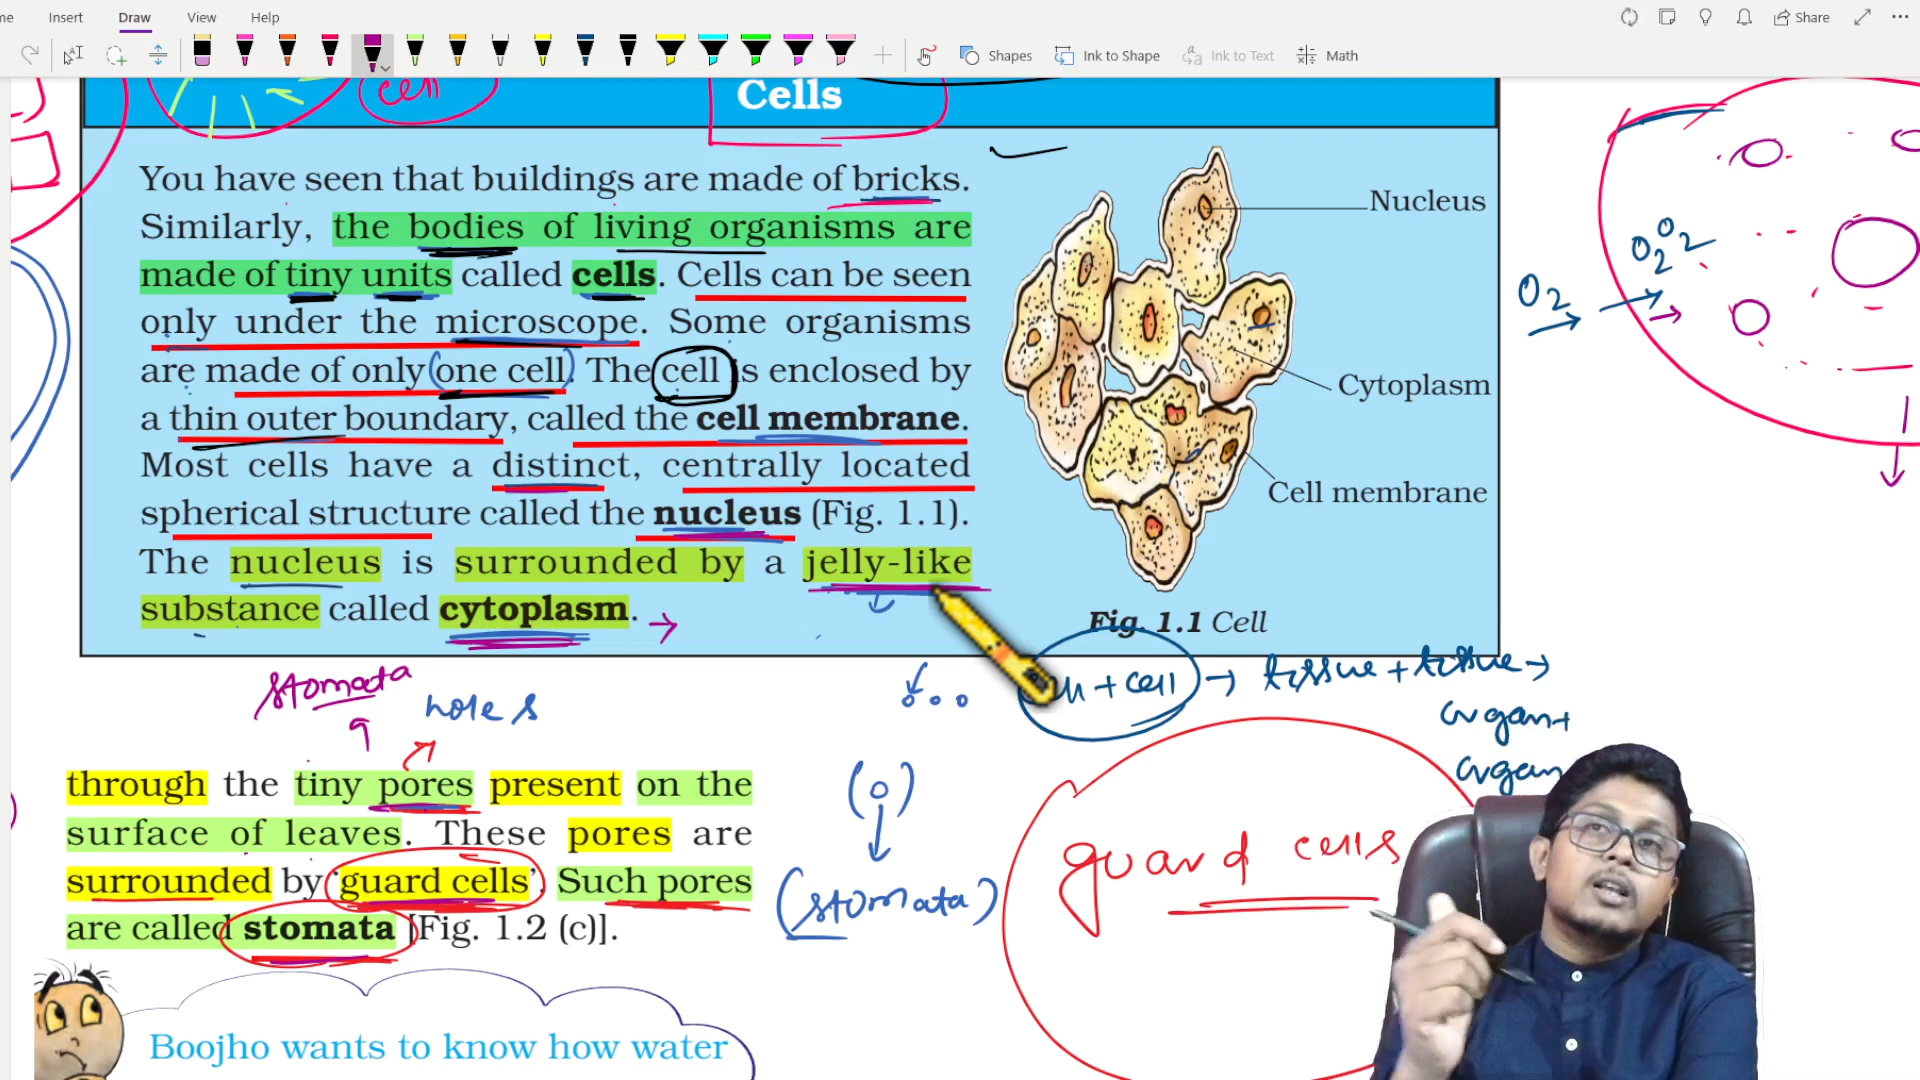 Insert Draw View Help
Share
Shapes Ink to Shape Ink to Text Math
cell
Cells
You have seen that buildings are made of bricks.
Similarly, the bodies of living organisms are
made of tiny units called cells. Cells can be seen
only under the microscope. Some organisms
are made of only one cell. The cell is enclosed by
a thin outer boundary, called the cell membrane.
Most cells have a distinct, centrally located
spherical structure called the nucleus (Fig. 1.1).
The nucleus is surrounded by a jelly-like
substance called cytoplasm.
Nucleus
Cytoplasm
Cell membrane
Fig. 1.1 Cell
O2
O2 O2
stomata
holes
+ cell → tissue + tissue →
organ+
organ
through the tiny pores present on the
surface of leaves. These pores are
surrounded by 'guard cells'. Such pores
are called stomata [Fig. 1.2 (c)].
(stomata)
guard cells
Boojho wants to know how water